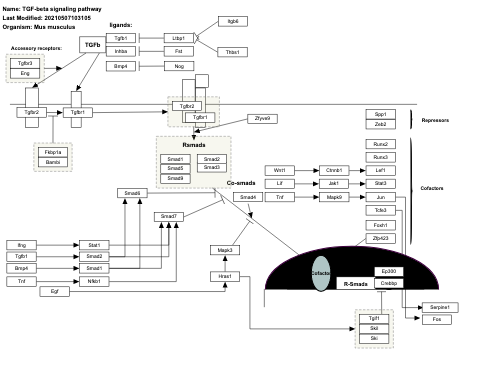 Name: TGF-beta signaling pathway
Last Modified: 20210507103105
Organism: Mus musculus
ligands:
Itgb6
TGFb
Tgfb1
Ltbp1
Inhba
Fst
Thbs1
Bmp4
Nog
Accessory receptors:
Tgfbr3
Eng
Tgfbr2
Tgfbr1
Tgfbr2
Tgfbr1
Zfyve9
Spp1
Zeb2
Repressors
Fkbp1a
Bambi
Rsmads
Smad1
Smad2
Smad5
Smad3
Smad9
Runx2
Runx3
Wnt1
Ctnnb1
Lef1
Lif
Jak1
Stat3
Cofactors
Co-smads
Smad4
Tnf
Mapk9
Jun
Tcfe3
Foxh1
Zfp423
Smad6
Smad7
Ifng
Stat1
Tgfb1
Smad2
Mapk3
Bmp4
Smad1
Tnf
Nfkb1
Hras1
Egf
Cofactor
Ep300
R-Smads
Crebbp
Serpine1
Fos
Tgif1
Skil
Ski